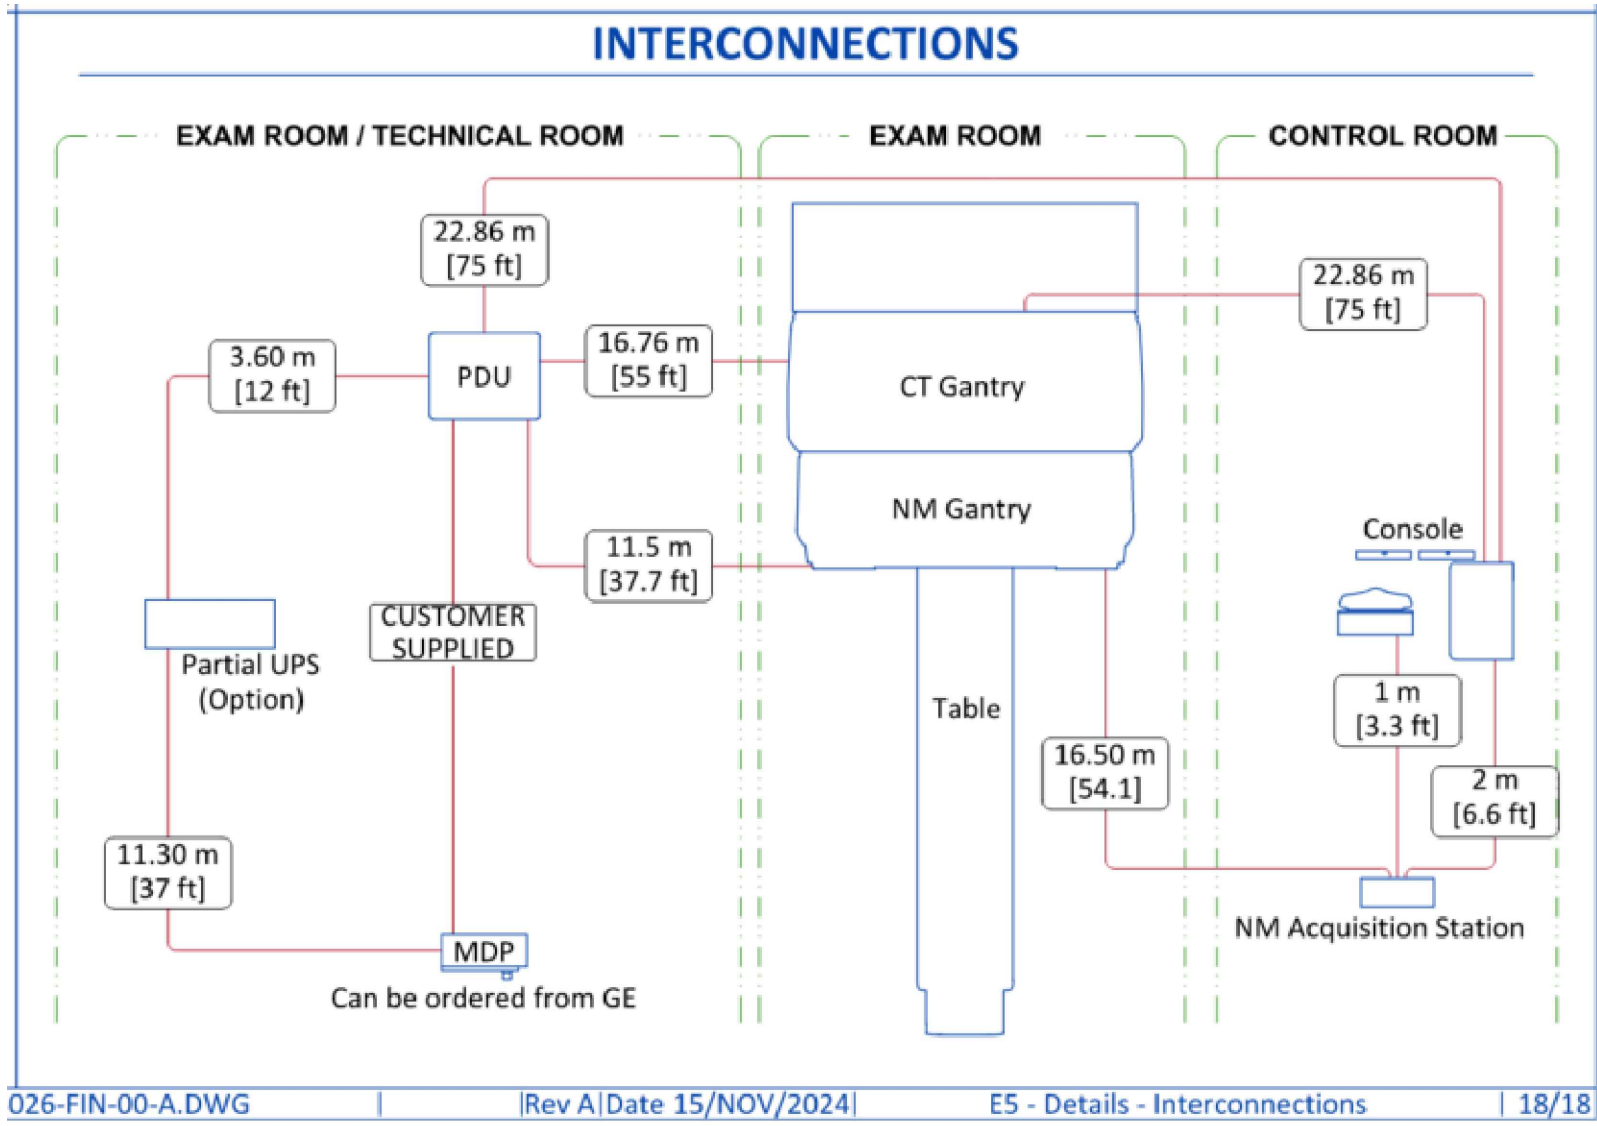 INTERCONNECTIONS
EXAM ROOM / TECHNICAL ROOM
EXAM ROOM
CONTROL ROOM
22.86 m
[75 ft]
22.86 m
[75 ft]
3.60 m
[12 ft]
PDU
16.76 m
[55 ft]
CT Gantry
NM Gantry
Console
11.5 m
[37.7 ft]
CUSTOMER
SUPPLIED
Partial UPS
(Option)
Table
1 m
[3.3 ft]
16.50 m
[54.1]
2 m
[6.6 ft]
11.30 m
[37 ft]
NM Acquisition Station
MDP
Can be ordered from GE
026-FIN-00-A.DWG
Rev A
Date 15/NOV/2024
E5 - Details - Interconnections
18/18